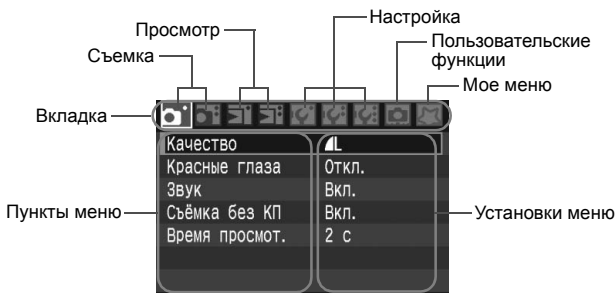 Настройка
Просмотр
Пользовательские
функции
Съемка
Мое меню
Вкладка
Качество L
Красные глаза Откл.
Звук Вкл.
Пункты меню
Съёмка без КП Вкл.
Установки меню
Время просмот. 2 с